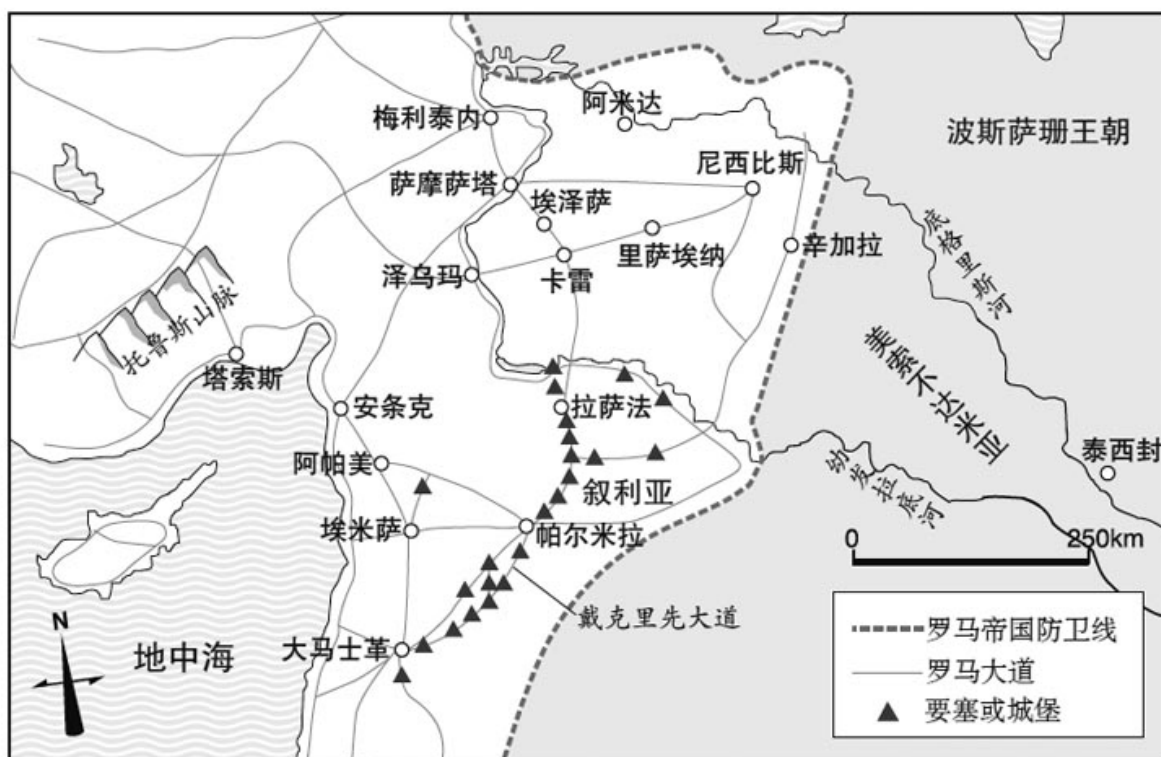 梅利泰内
阿米达
波斯萨珊王朝
萨摩萨塔
尼西比斯
埃泽萨
里萨埃纳
辛加拉
底格里斯河
泽乌玛
卡雷
托鲁斯山脉
塔索斯
美索不达米亚
安条克
拉萨法
阿帕美
泰西封
叙利亚
幼发拉底河
埃米萨
帕尔米拉
0
250km
戴克里先大道
N
地中海
大马士革
罗马帝国防卫线
罗马大道
要塞或城堡